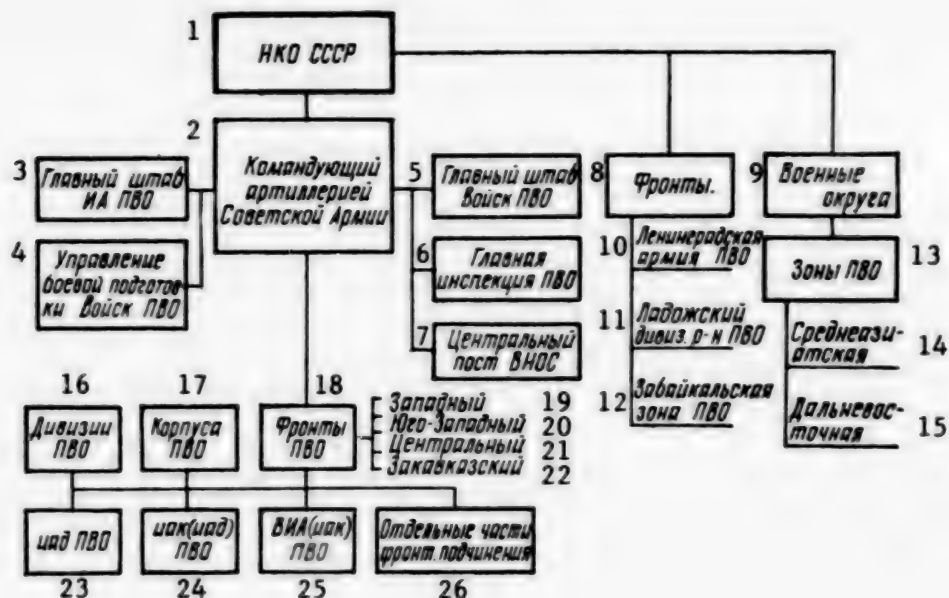 1
НКО СССР
2
Командующий
артиллерией
Советской Армии
3
Главный штаб
ИА ПВО
4
Управление
боевой подготов
ки Войск ПВО
5
Главный штаб
Войск ПВО
6
Главная
инспекция ПВО
7
Центральный
пост ВНОС
8
Фронты.
9
Военные
округа
10
Ленинградская
армия ПВО
11
Ладожский
дивиз. р-н ПВО
12
Забайкальская
зона ПВО
Зоны ПВО
13
Среднеази-
атская
14
Дальневос-
точная
15
16
Дивизии
ПВО
17
Корпуса
ПВО
18
Фронты
ПВО
Западный 19
Юго-Западный 20
Центральный 21
Закавказский 22
иад ПВО
23
иак(иад)
ПВО
24
ВИА(иак)
ПВО
25
Отдельные части
фронт. подчинения
26